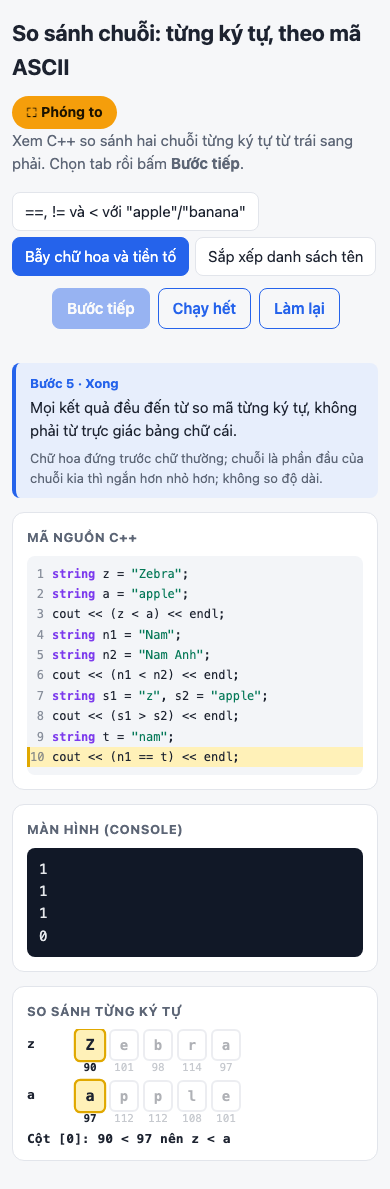 So sánh chuỗi: từng ký tự, theo mã
ASCII
⛶ Phóng to
Xem C++ so sánh hai chuỗi từng ký tự từ trái sang
phải. Chọn tab rồi bấm Bước tiếp.
==, != và < với "apple"/"banana"
Bẫy chữ hoa và tiền tố
Sắp xếp danh sách tên
Bước tiếp
Chạy hết
Làm lại
Bước 5 · Xong
Mọi kết quả đều đến từ so mã từng ký tự, không
phải từ trực giác bảng chữ cái.
Chữ hoa đứng trước chữ thường; chuỗi là phần đầu của
chuỗi kia thì ngắn hơn nhỏ hơn; không so độ dài.
MÃ NGUỒN C++
1 string z = "Zebra";
2 string a = "apple";
3 cout << (z < a) << endl;
4 string n1 = "Nam";
5 string n2 = "Nam Anh";
6 cout << (n1 < n2) << endl;
7 string s1 = "z", s2 = "apple";
8 cout << (s1 > s2) << endl;
9 string t = "nam";
10 cout << (n1 == t) << endl;
MÀN HÌNH (CONSOLE)
1
1
1
0
SO SÁNH TỪNG KÝ TỰ
z Z e b r a
90 101 98 114 97
a a p p l e
97 112 112 108 101
Cột [0]: 90 < 97 nên z < a